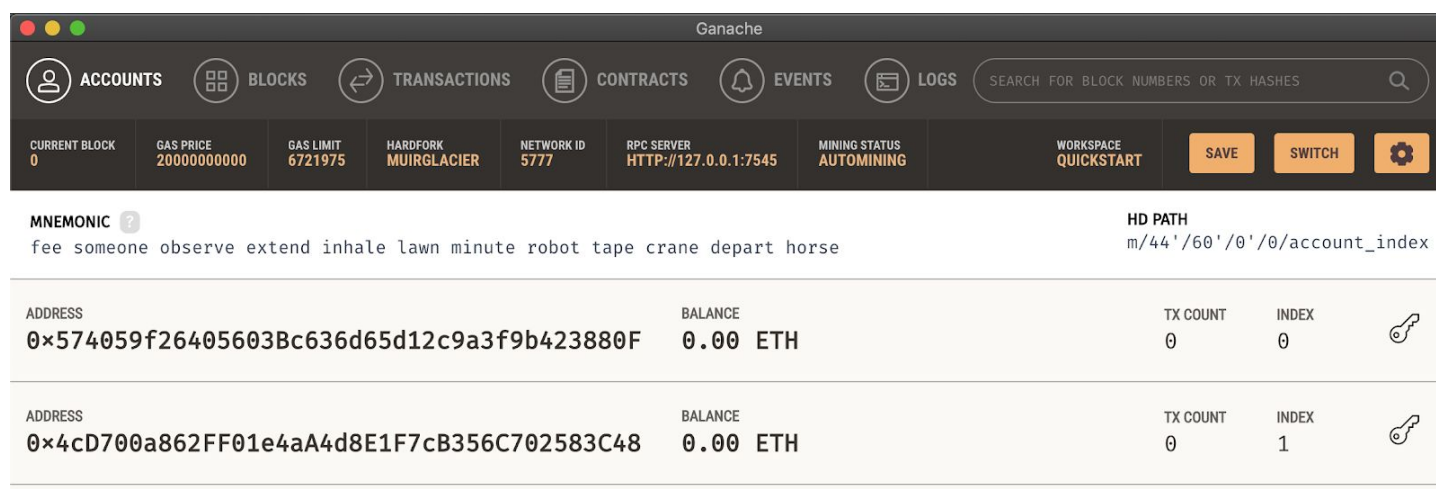 Ganache
ACCOUNTS BLOCKS TRANSACTIONS CONTRACTS EVENTS LOGS SEARCH FOR BLOCK NUMBERS OR TX HASHES
CURRENT BLOCK GAS PRICE GAS LIMIT HARDFORK NETWORK ID RPC SERVER MINING STATUS WORKSPACE
0 20000000000 6721975 MUIRGLACIER 5777 HTTP://127.0.0.1:7545 AUTOMINING QUICKSTART SAVE SWITCH
MNEMONIC ? HD PATH
fee someone observe extend inhale lawn minute robot tape crane depart horse m/44'/60'/0'/0/account_index
ADDRESS BALANCE TX COUNT INDEX
0×574059f26405603Bc636d65d12c9a3f9b423880F 0.00 ETH 0 0
ADDRESS BALANCE TX COUNT INDEX
0×4cD700a862FF01e4aA4d8E1F7cB356C702583C48 0.00 ETH 0 1